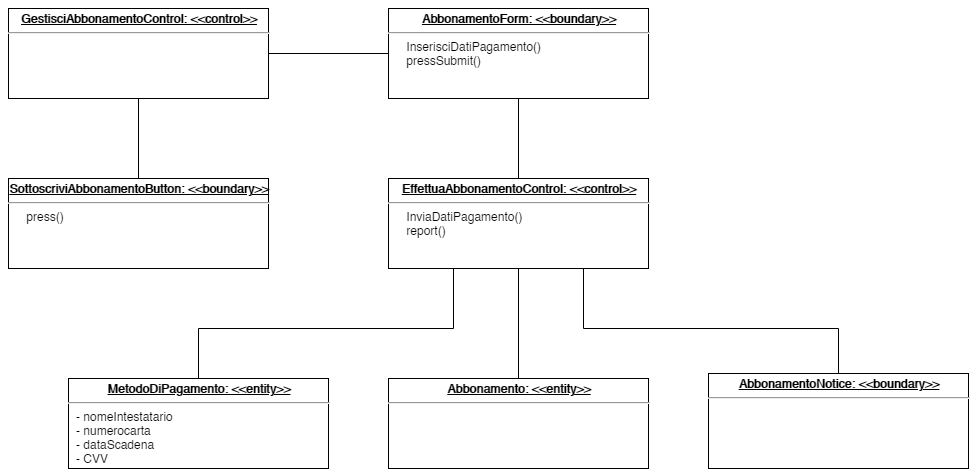 GestisciAbbonamentoControl: <<control>>
AbbonamentoForm: <<boundary>>
InserisciDatiPagamento()
pressSubmit()
SottoscriviAbbonamentoButton: <<boundary>>
press()
EffettuaAbbonamentoControl: <<control>>
InviaDatiPagamento()
report()
MetodoDiPagamento: <<entity>>
- nomeIntestatario
- numerocarta
- dataScadena
- CVV
Abbonamento: <<entity>>
AbbonamentoNotice: <<boundary>>